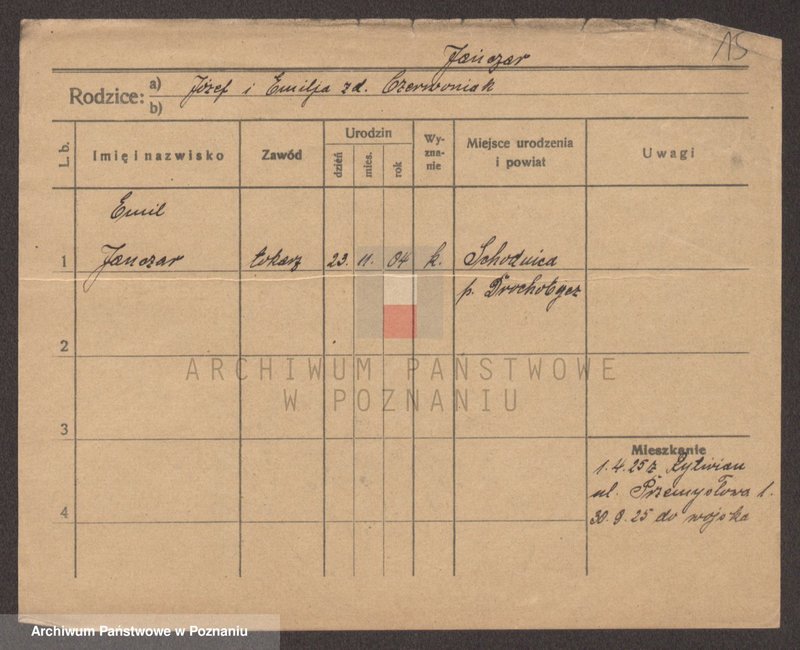 15
Janczar
Rodzice: a) Józef i Emilja zd. Czerwoniak
b)
L. b. Imię i nazwisko Zawód Urodzin dzień mies. rok Wyznanie Miejsce urodzenia i powiat Uwagi
Emil
1 Janczar tokarz 23. 11. 04 k. Schodnica
p. Drochobycz
2
ARCHIWUM PAŃSTWOWE
W POZNANIU
3
Mieszkanie
1.4.25 z
ul. Przemysłowa 1.
4
30.9.25 do wojska
Archiwum Państwowe w Poznaniu